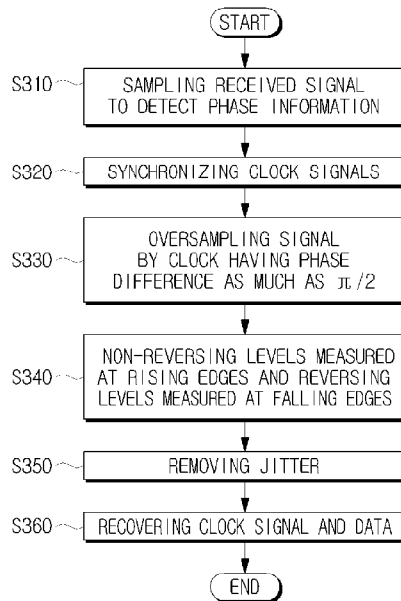 START
S310
SAMPLING RECEIVED SIGNAL
TO DETECT PHASE INFORMATION
S320
SYNCHRONIZING CLOCK SIGNALS
S330
OVERSAMPLING SIGNAL
BY CLOCK HAVING PHASE
DIFFERENCE AS MUCH AS π/2
S340
NON-REVERSING LEVELS MEASURED
AT RISING EDGES AND REVERSING
LEVELS MEASURED AT FALLING EDGES
S350
REMOVING JITTER
S360
RECOVERING CLOCK SIGNAL AND DATA
END